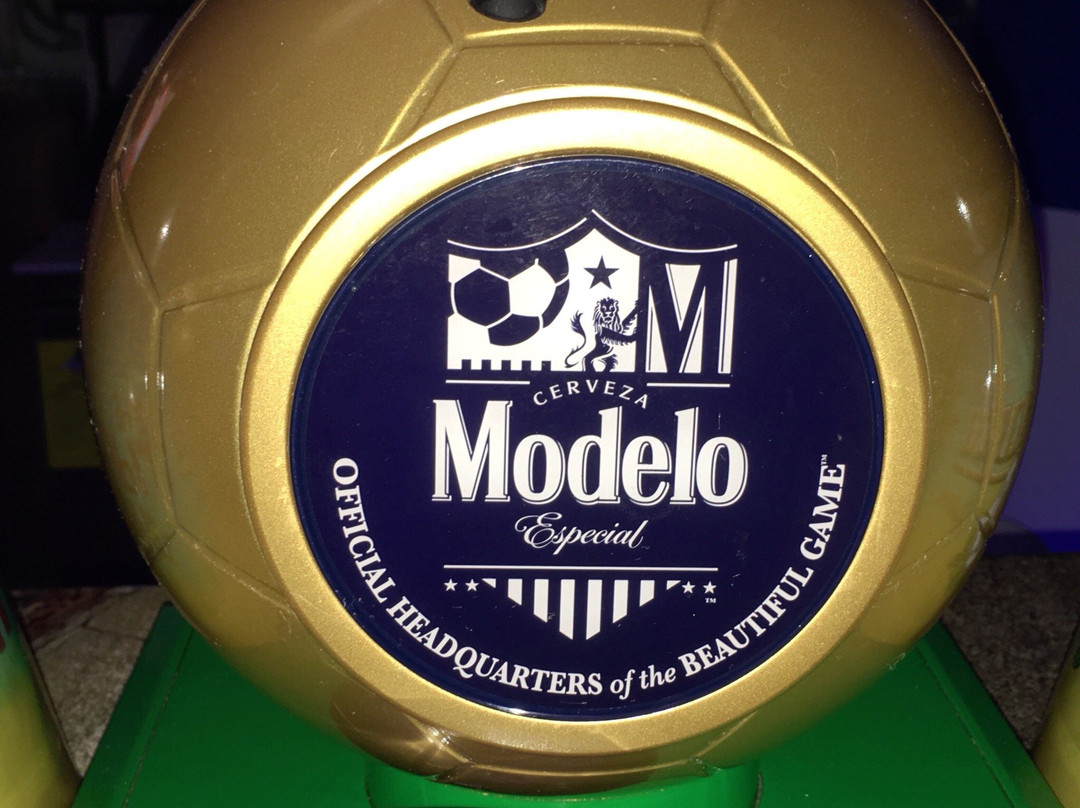 M
CERVEZA
Modelo
Especial
™
OFFICIAL HEADQUARTERS of the BEAUTIFUL GAME™